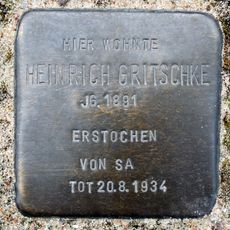 HIER WOHNTE
HEINRICH GRITSCHKE
JG. 1891
ERSTOCHEN
VON SA
TOT 20.8.1934